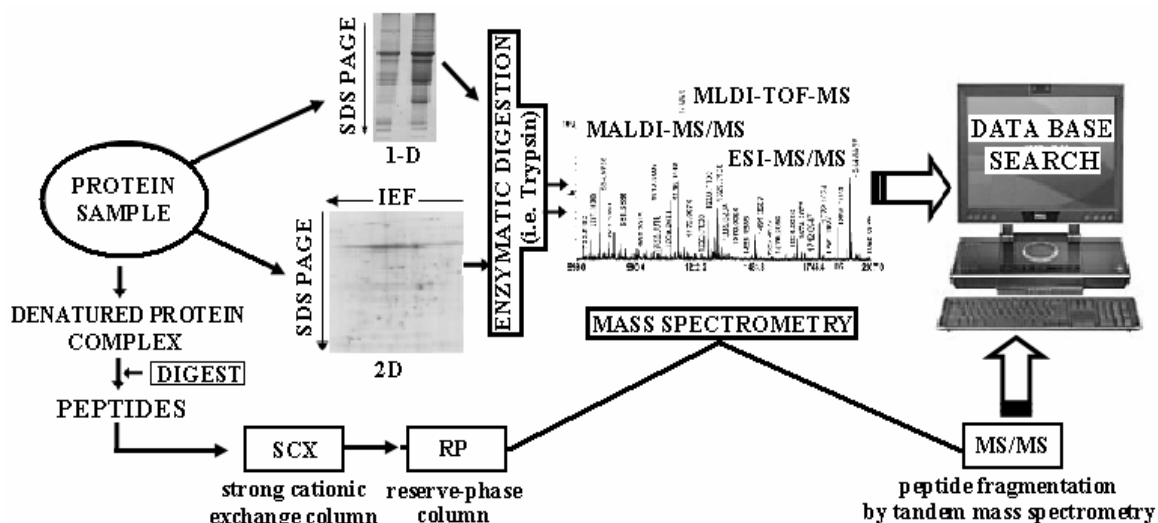 SDS PAGE
1-D
PROTEIN
SAMPLE
IEF
SDS PAGE
2D
ENZYMATIC DIGESTION
(i.e. Trypsin)
MLDI-TOF-MS
MALDI-MS/MS
ESI-MS/MS
DATA BASE
SEARCH
MASS SPECTROMETRY
DENATURED PROTEIN
COMPLEX
DIGEST
PEPTIDES
SCX
strong cationic
exchange column
RP
reserve-phase
column
MS/MS
peptide fragmentation
by tandem mass spectrometry